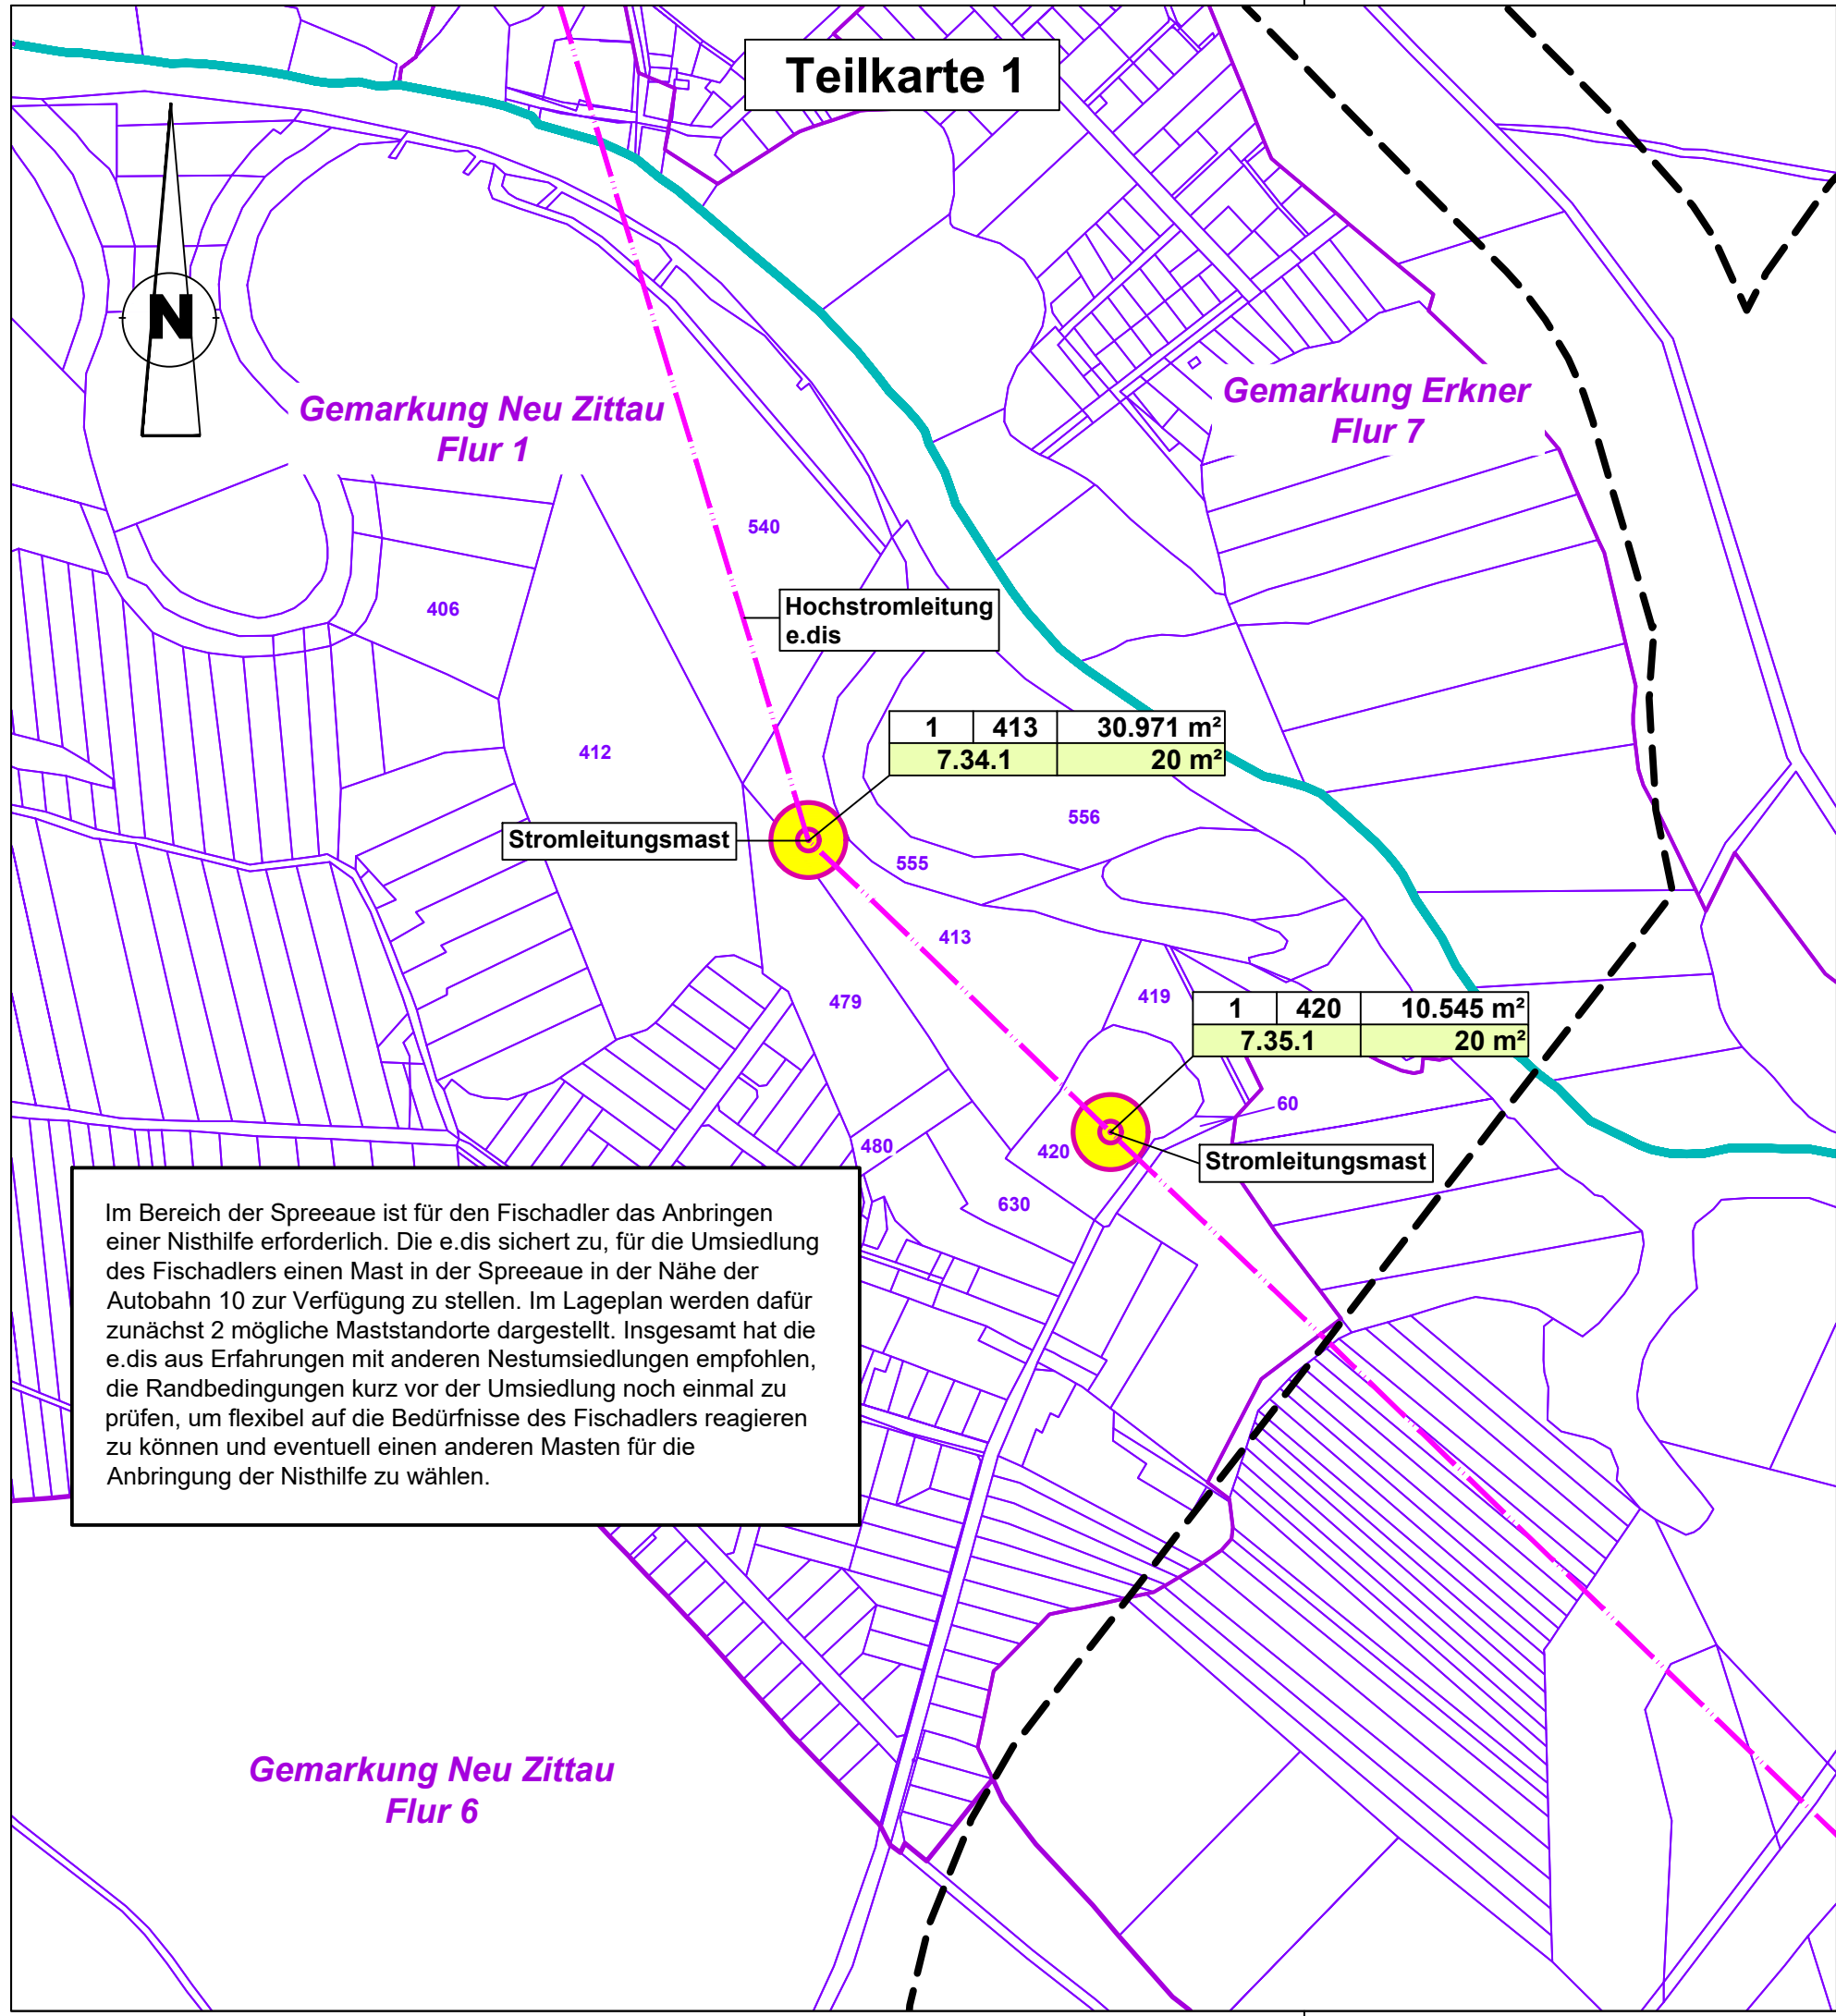 Teilkarte 1
N
Gemarkung Neu Zittau
Flur 1
Gemarkung Erkner
Flur 7
540
406
Hochstromleitung
e.dis
412
1 413 30.971 m²
7.34.1 20 m²
556
Stromleitungsmast
555
413
479
419
1 420 10.545 m²
7.35.1 20 m²
60
480
420
Stromleitungsmast
630
Im Bereich der Spreeaue ist für den Fischadler das Anbringen
einer Nisthilfe erforderlich. Die e.dis sichert zu, für die Umsiedlung
des Fischadlers einen Mast in der Spreeaue in der Nähe der
Autobahn 10 zur Verfügung zu stellen. Im Lageplan werden dafür
zunächst 2 mögliche Maststandorte dargestellt. Insgesamt hat die
e.dis aus Erfahrungen mit anderen Nestumsiedlungen empfohlen,
die Randbedingungen kurz vor der Umsiedlung noch einmal zu
prüfen, um flexibel auf die Bedürfnisse des Fischadlers reagieren
zu können und eventuell einen anderen Masten für die
Anbringung der Nisthilfe zu wählen.
Gemarkung Neu Zittau
Flur 6